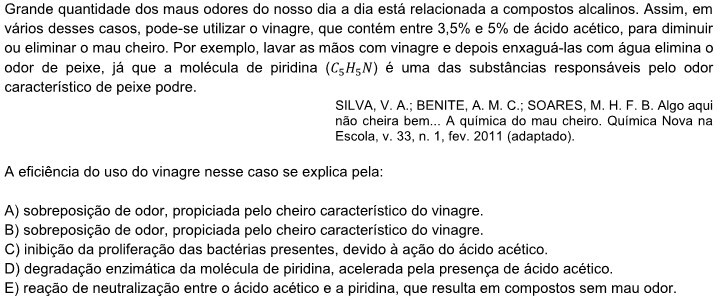 Grande quantidade dos maus odores do nosso dia a dia está relacionada a compostos alcalinos. Assim, em
vários desses casos, pode-se utilizar o vinagre, que contém entre 3,5% e 5% de ácido acético, para diminuir
ou eliminar o mau cheiro. Por exemplo, lavar as mãos com vinagre e depois enxaguá-las com água elimina o
odor de peixe, já que a molécula de piridina (C₅H₅N) é uma das substâncias responsáveis pelo odor
característico de peixe podre.
SILVA, V. A.; BENITE, A. M. C.; SOARES, M. H. F. B. Algo aqui
não cheira bem... A química do mau cheiro. Química Nova na
Escola, v. 33, n. 1, fev. 2011 (adaptado).
A eficiência do uso do vinagre nesse caso se explica pela:
A) sobreposição de odor, propiciada pelo cheiro característico do vinagre.
B) sobreposição de odor, propiciada pelo cheiro característico do vinagre.
C) inibição da proliferação das bactérias presentes, devido à ação do ácido acético.
D) degradação enzimática da molécula de piridina, acelerada pela presença de ácido acético.
E) reação de neutralização entre o ácido acético e a piridina, que resulta em compostos sem mau odor.